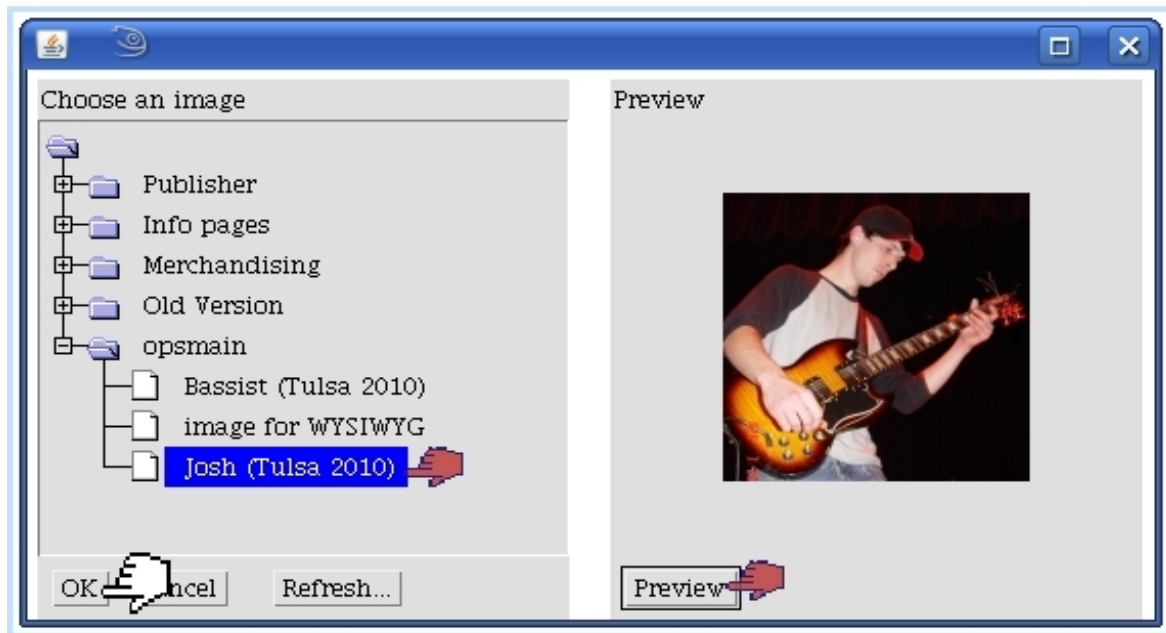 Choose an image
Preview
Publisher
Info pages
Merchandising
Old Version
opsmain
Bassist (Tulsa 2010)
image for WYSIWYG
Josh (Tulsa 2010)
OK
Refresh...
Preview